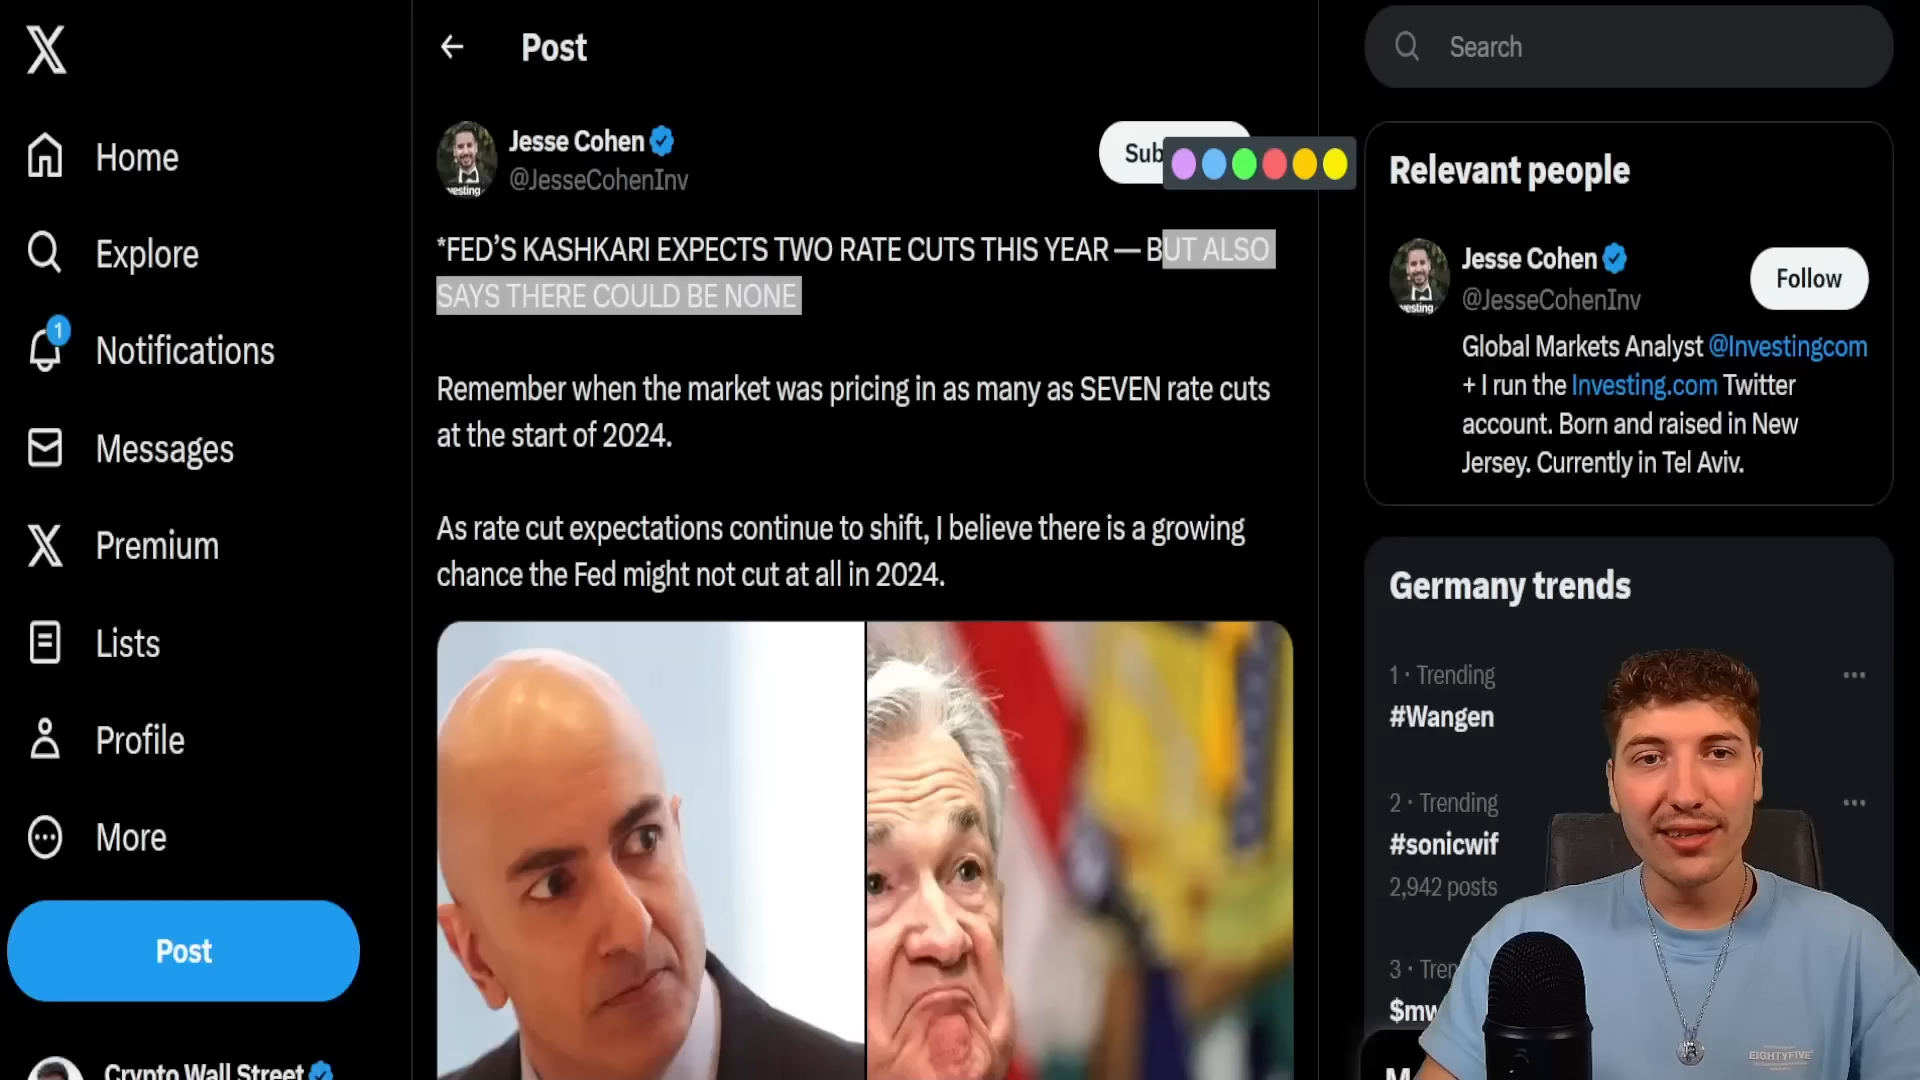 Home
Explore
1
Notifications
Messages
Premium
Lists
Profile
More
Post
Crypto Wall Street
Post
Jesse Cohen
@JesseCohenInv
Sub
*FED'S KASHKARI EXPECTS TWO RATE CUTS THIS YEAR — BUT ALSO
SAYS THERE COULD BE NONE
Remember when the market was pricing in as many as SEVEN rate cuts
at the start of 2024.
As rate cut expectations continue to shift, I believe there is a growing
chance the Fed might not cut at all in 2024.
Search
Relevant people
Jesse Cohen
@JesseCohenInv
Follow
Global Markets Analyst @Investingcom
+ I run the Investing.com Twitter
account. Born and raised in New
Jersey. Currently in Tel Aviv.
Germany trends
1 · Trending
#Wangen
2 · Trending
#sonicwif
2,942 posts
3 · Tren
$mw
EIGHTYFIVE